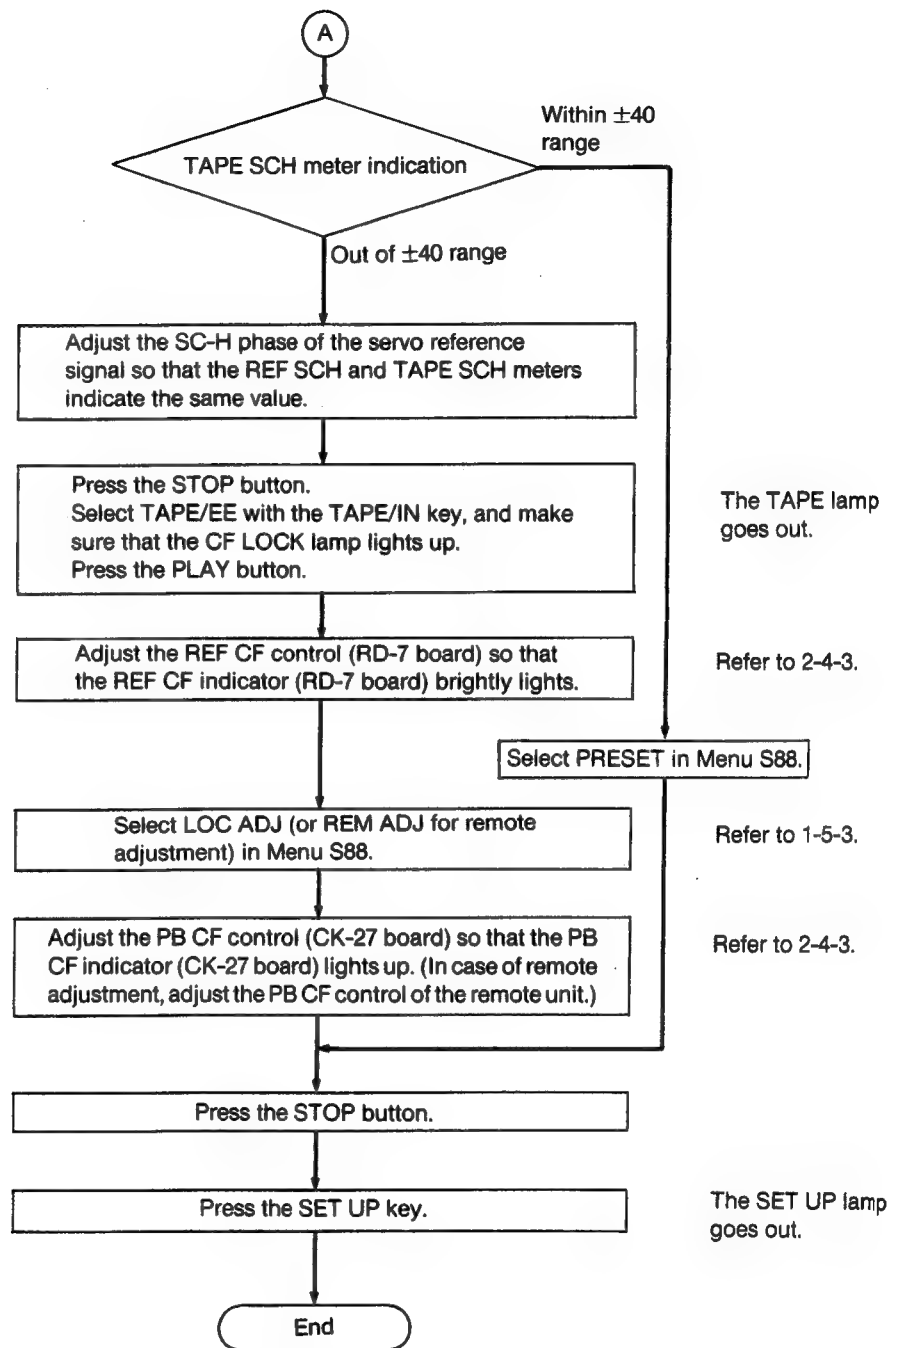 A
Within ±40
range
TAPE SCH meter indication
Out of ±40 range
Adjust the SC-H phase of the servo reference
signal so that the REF SCH and TAPE SCH meters
indicate the same value.
Press the STOP button.
Select TAPE/EE with the TAPE/IN key, and make
sure that the CF LOCK lamp lights up.
Press the PLAY button.
The TAPE lamp
goes out.
Adjust the REF CF control (RD-7 board) so that
the REF CF indicator (RD-7 board) brightly lights.
Refer to 2-4-3.
Select PRESET in Menu S88.
Select LOC ADJ (or REM ADJ for remote
adjustment) in Menu S88.
Refer to 1-5-3.
Adjust the PB CF control (CK-27 board) so that the PB
CF indicator (CK-27 board) lights up. (In case of remote
adjustment, adjust the PB CF control of the remote unit.)
Refer to 2-4-3.
Press the STOP button.
Press the SET UP key.
The SET UP lamp
goes out.
End